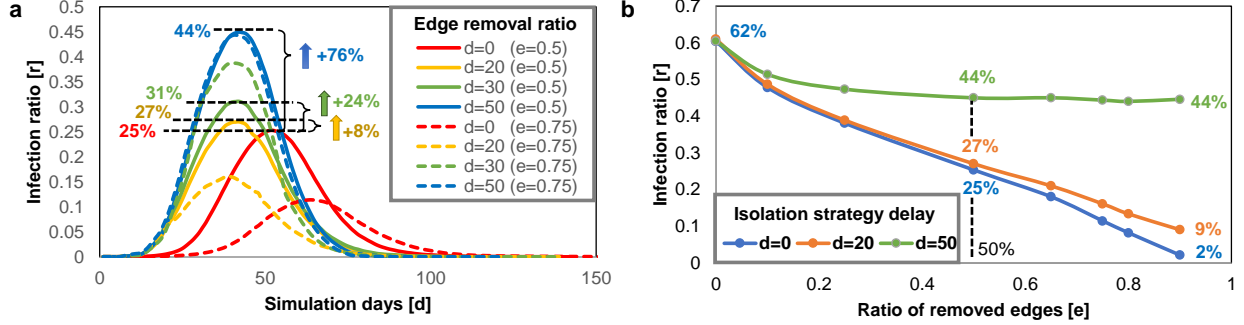 a
Infection ratio [r]
0.5
0.45
0.4
0.35
0.3
0.25
0.2
0.15
0.1
0.05
0
44%
+76%
31%
+24%
27%
+8%
25%
Edge removal ratio
d=0 (e=0.5)
d=20 (e=0.5)
d=30 (e=0.5)
d=50 (e=0.5)
d=0 (e=0.75)
d=20 (e=0.75)
d=30 (e=0.75)
d=50 (e=0.75)
0 50 100 150
Simulation days [d]
b
Infection ratio [r]
0.7
0.6
0.5
0.4
0.3
0.2
0.1
0
62%
44%
44%
27%
25%
9%
2%
50%
Isolation strategy delay
d=0 d=20 d=50
0 0.2 0.4 0.6 0.8 1
Ratio of removed edges [e]